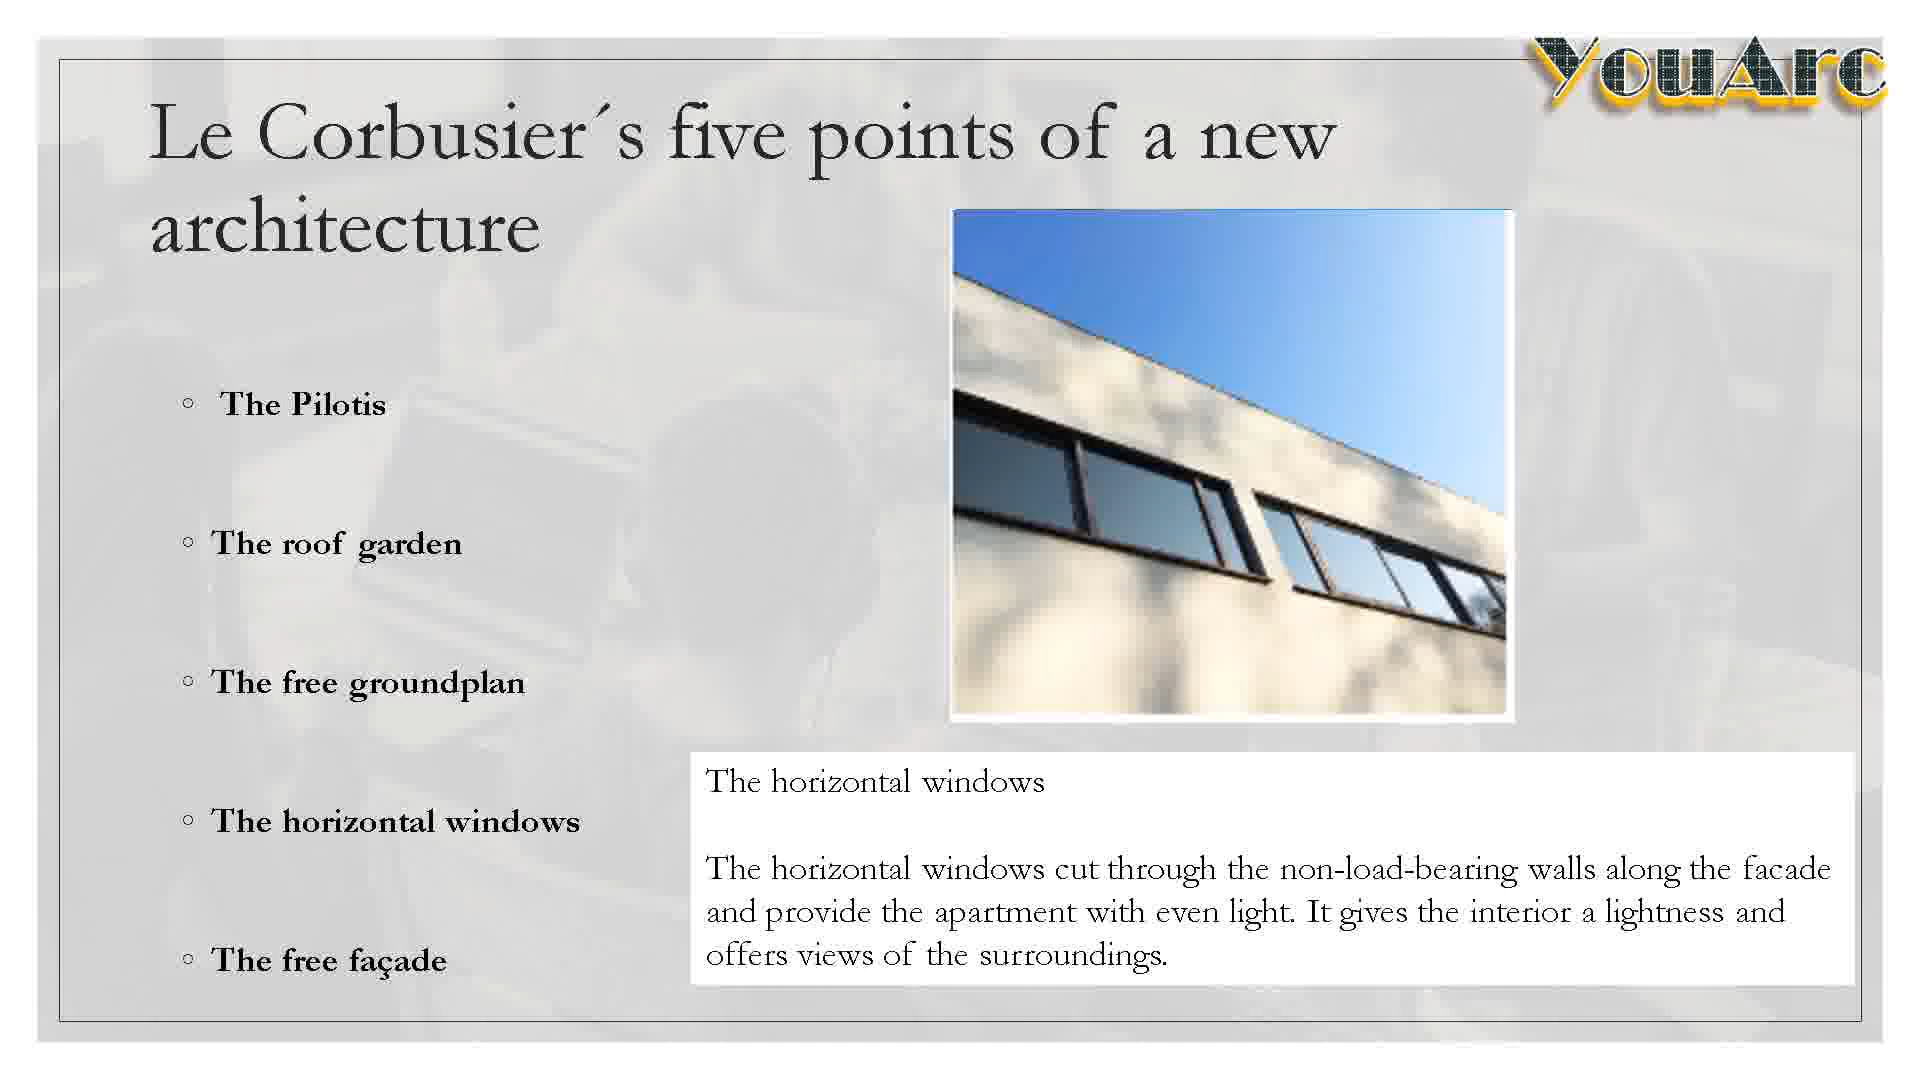 YouArc
Le Corbusier´s five points of a new
architecture
The Pilotis
The roof garden
The free groundplan
The horizontal windows
The free façade
The horizontal windows
The horizontal windows cut through the non-load-bearing walls along the facade
and provide the apartment with even light. It gives the interior a lightness and
offers views of the surroundings.